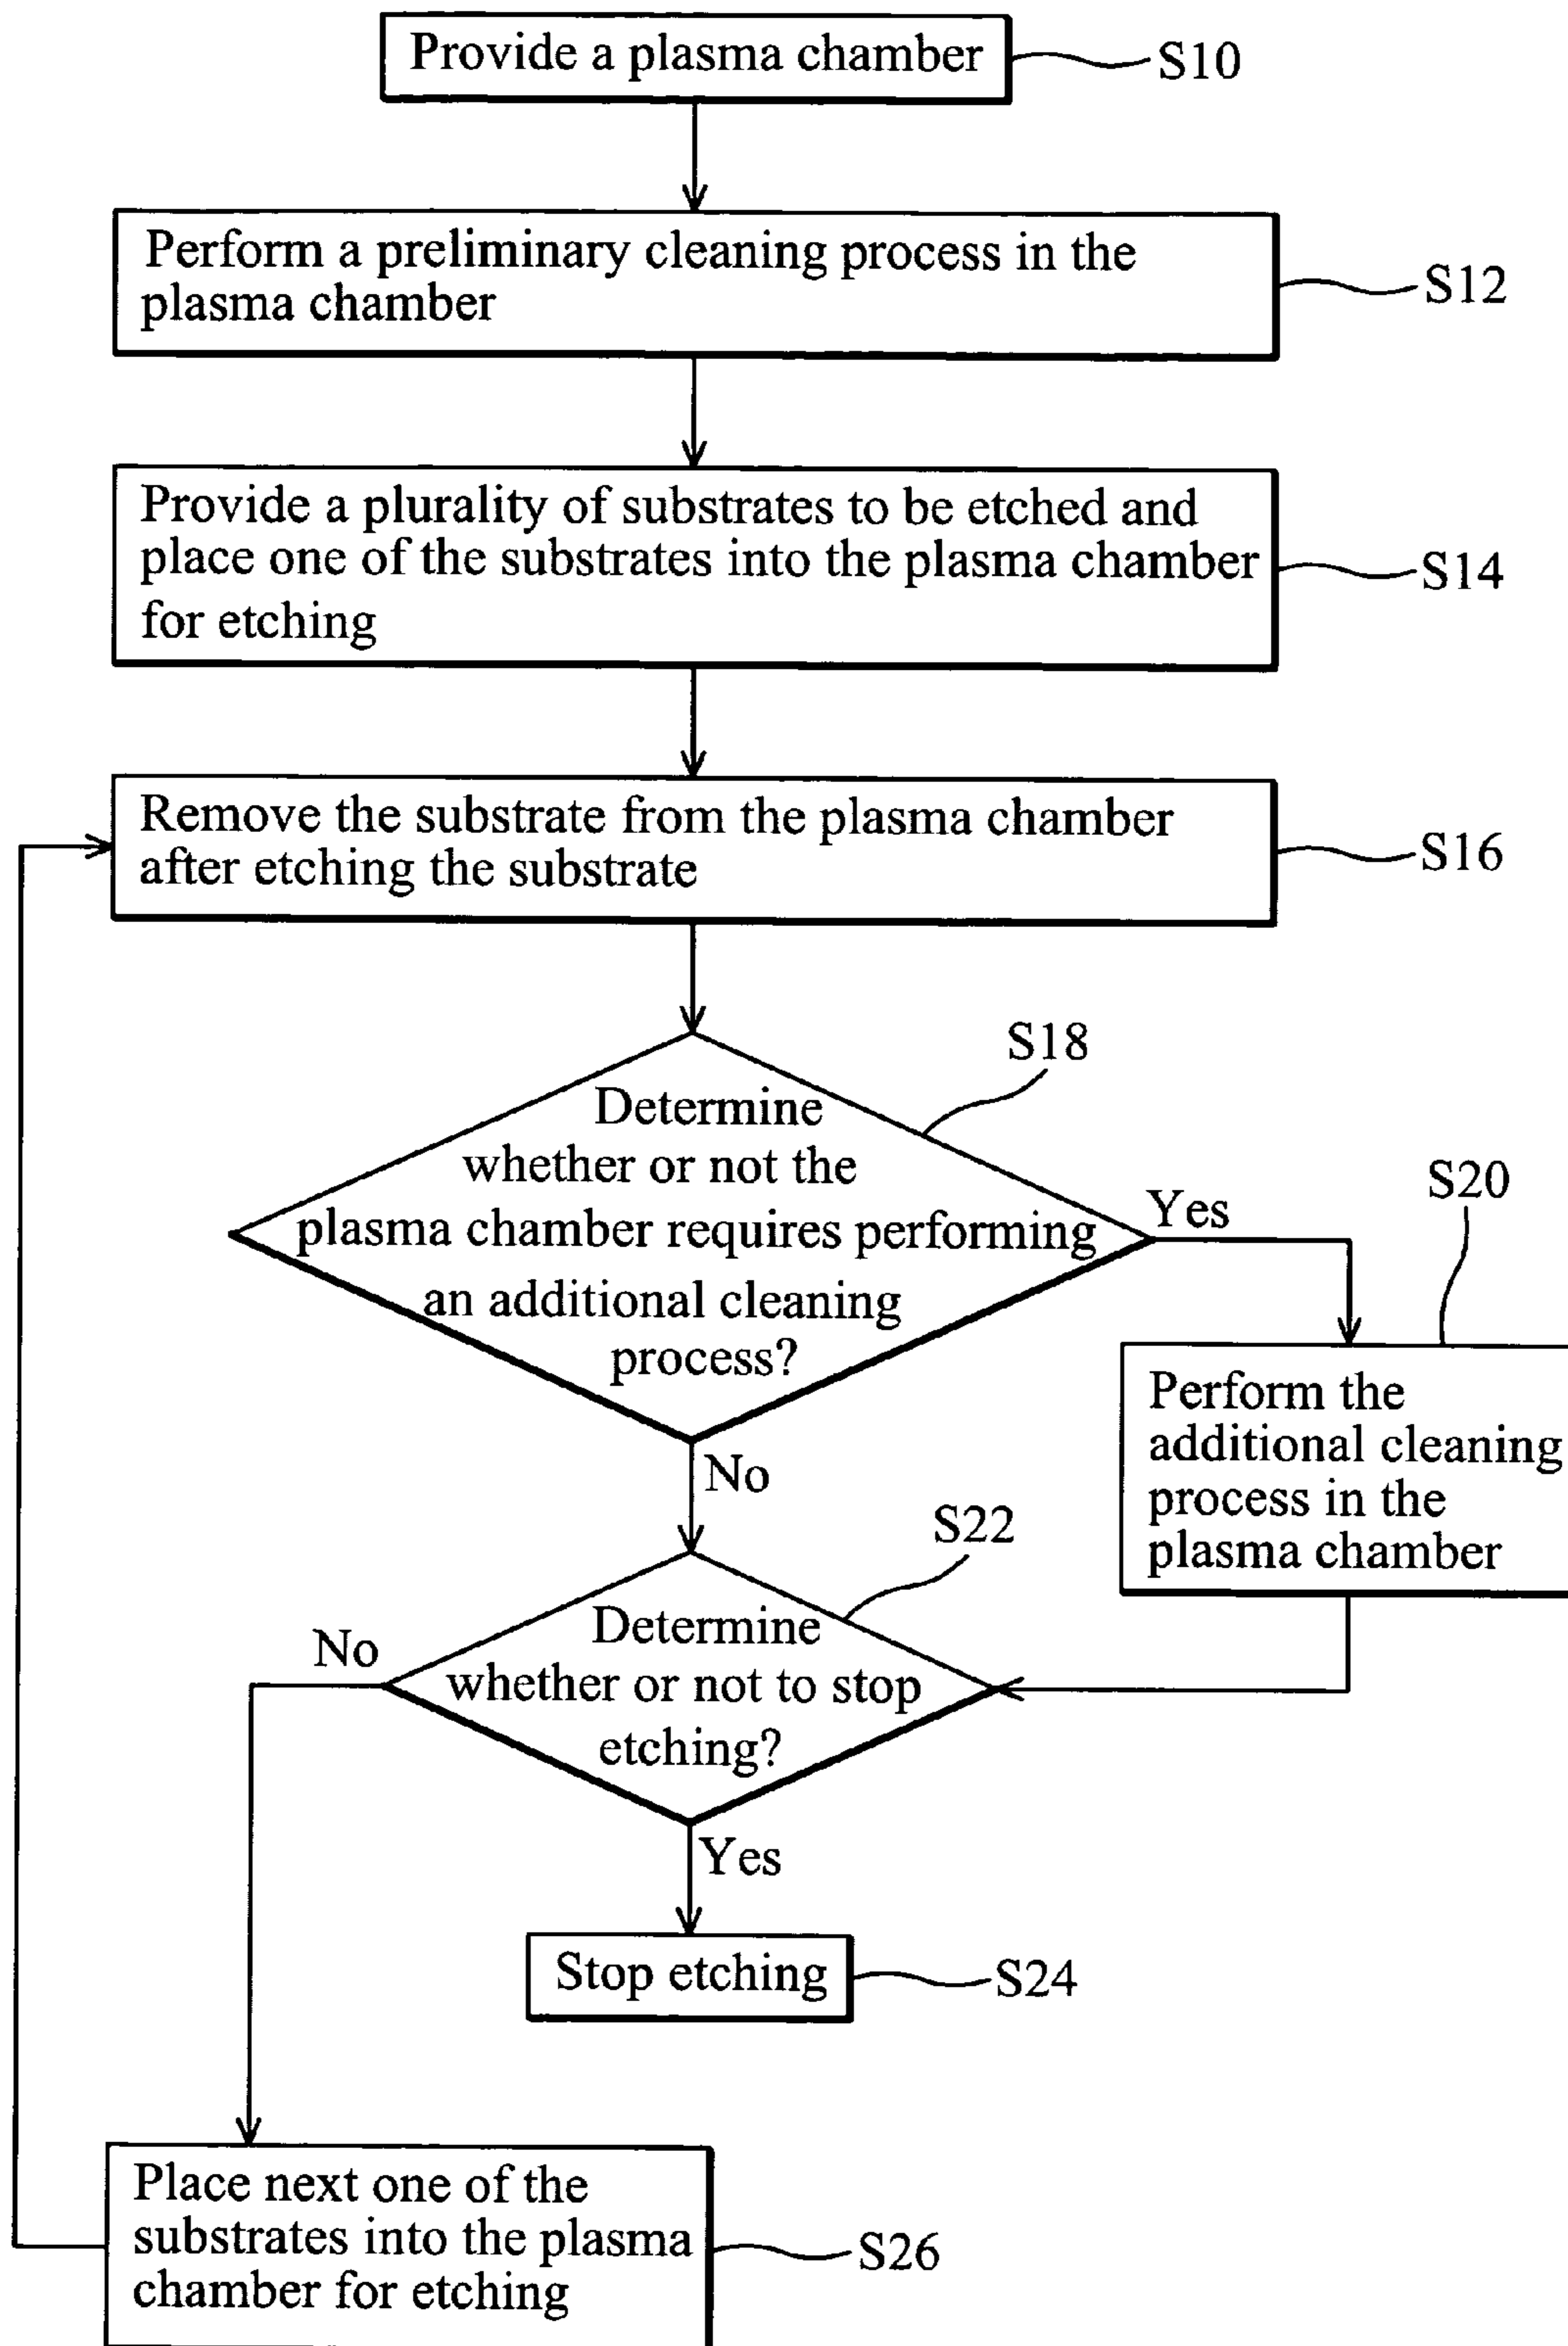 Provide a plasma chamber
S10
Perform a preliminary cleaning process in the
plasma chamber
S12
Provide a plurality of substrates to be etched and
place one of the substrates into the plasma chamber
for etching
S14
Remove the substrate from the plasma chamber
after etching the substrate
S16
S18
Determine
whether or not the
plasma chamber requires performing
an additional cleaning
process?
Yes
S20
Perform the
additional cleaning
process in the
plasma chamber
No
S22
Determine
whether or not to stop
etching?
No
Yes
Stop etching
S24
Place next one of the
substrates into the plasma
chamber for etching
S26